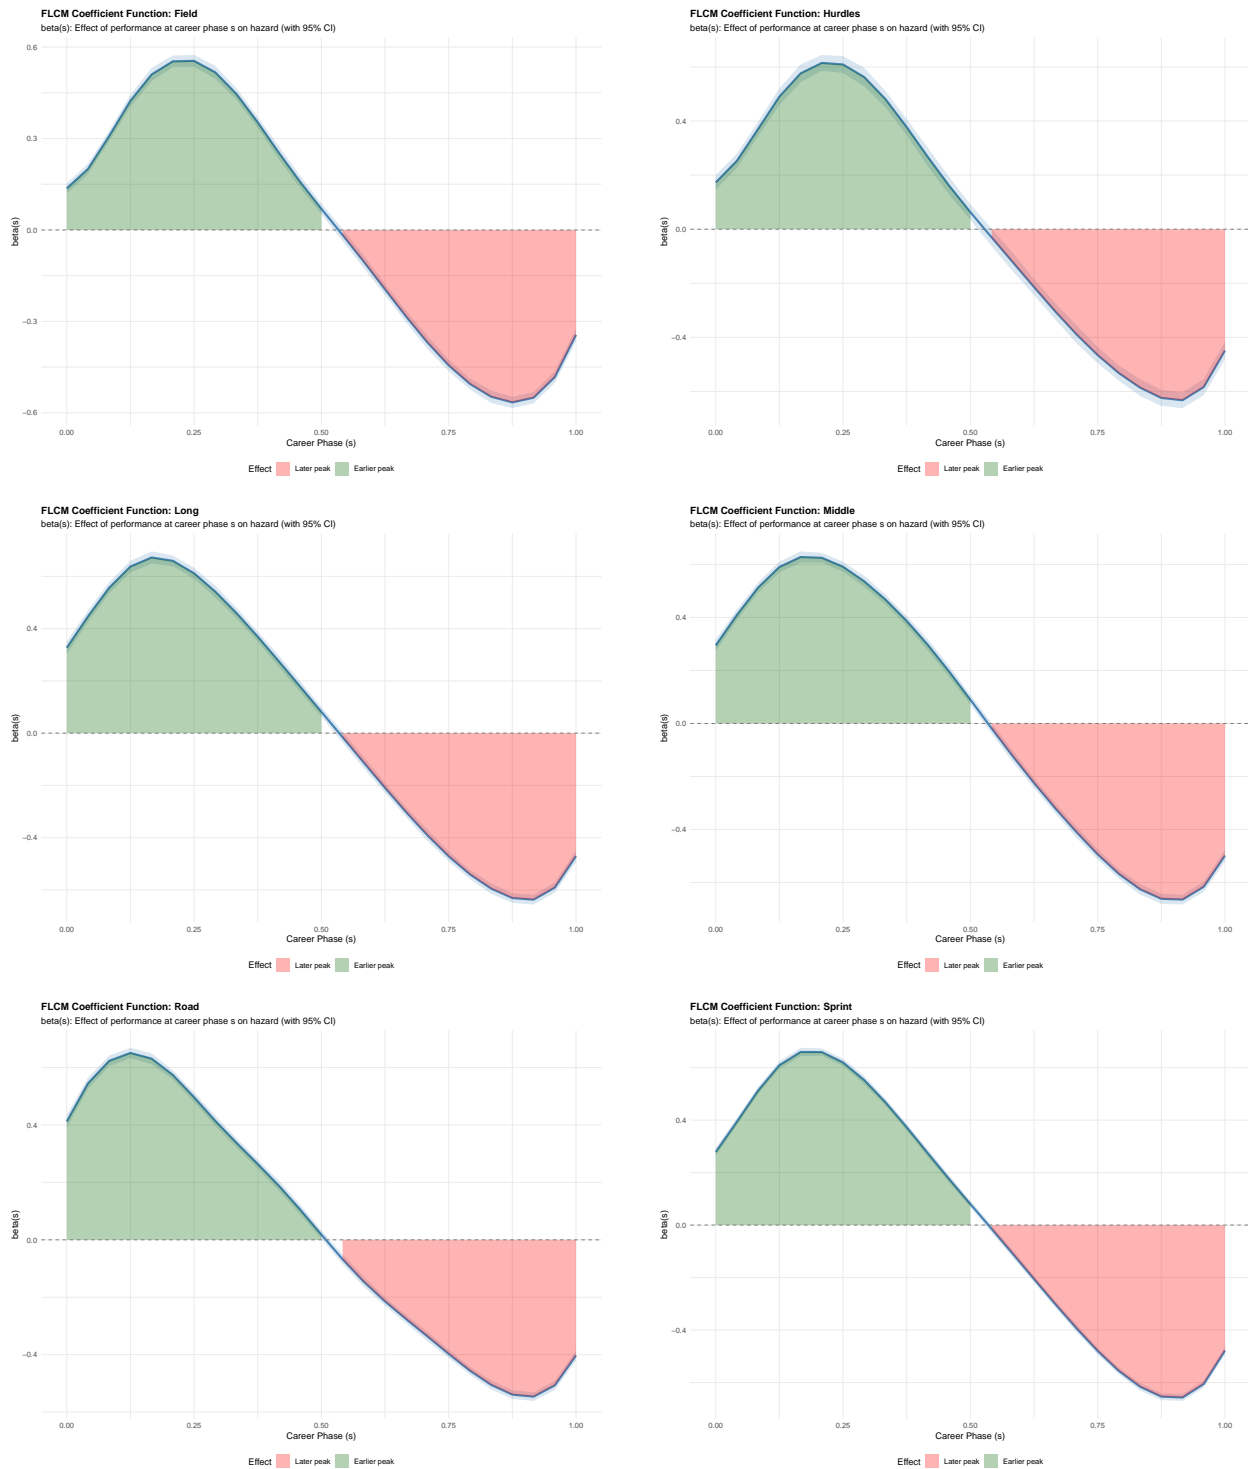 FLCM Coefficient Function: Field
beta(s): Effect of performance at career phase s on hazard (with 95% CI)
0.6
0.3
0.0
−0.3
−0.6
beta(s)
0.00 0.25 0.50 0.75 1.00
Career Phase (s)
Effect Later peak Earlier peak
FLCM Coefficient Function: Hurdles
beta(s): Effect of performance at career phase s on hazard (with 95% CI)
0.4
0.0
−0.4
beta(s)
0.00 0.25 0.50 0.75 1.00
Career Phase (s)
Effect Later peak Earlier peak
FLCM Coefficient Function: Long
beta(s): Effect of performance at career phase s on hazard (with 95% CI)
0.4
0.0
−0.4
beta(s)
0.00 0.25 0.50 0.75 1.00
Career Phase (s)
Effect Later peak Earlier peak
FLCM Coefficient Function: Middle
beta(s): Effect of performance at career phase s on hazard (with 95% CI)
0.4
0.0
−0.4
beta(s)
0.00 0.25 0.50 0.75 1.00
Career Phase (s)
Effect Later peak Earlier peak
FLCM Coefficient Function: Road
beta(s): Effect of performance at career phase s on hazard (with 95% CI)
0.4
0.0
−0.4
beta(s)
0.00 0.25 0.50 0.75 1.00
Career Phase (s)
Effect Later peak Earlier peak
FLCM Coefficient Function: Sprint
beta(s): Effect of performance at career phase s on hazard (with 95% CI)
0.4
0.0
−0.4
beta(s)
0.00 0.25 0.50 0.75 1.00
Career Phase (s)
Effect Later peak Earlier peak